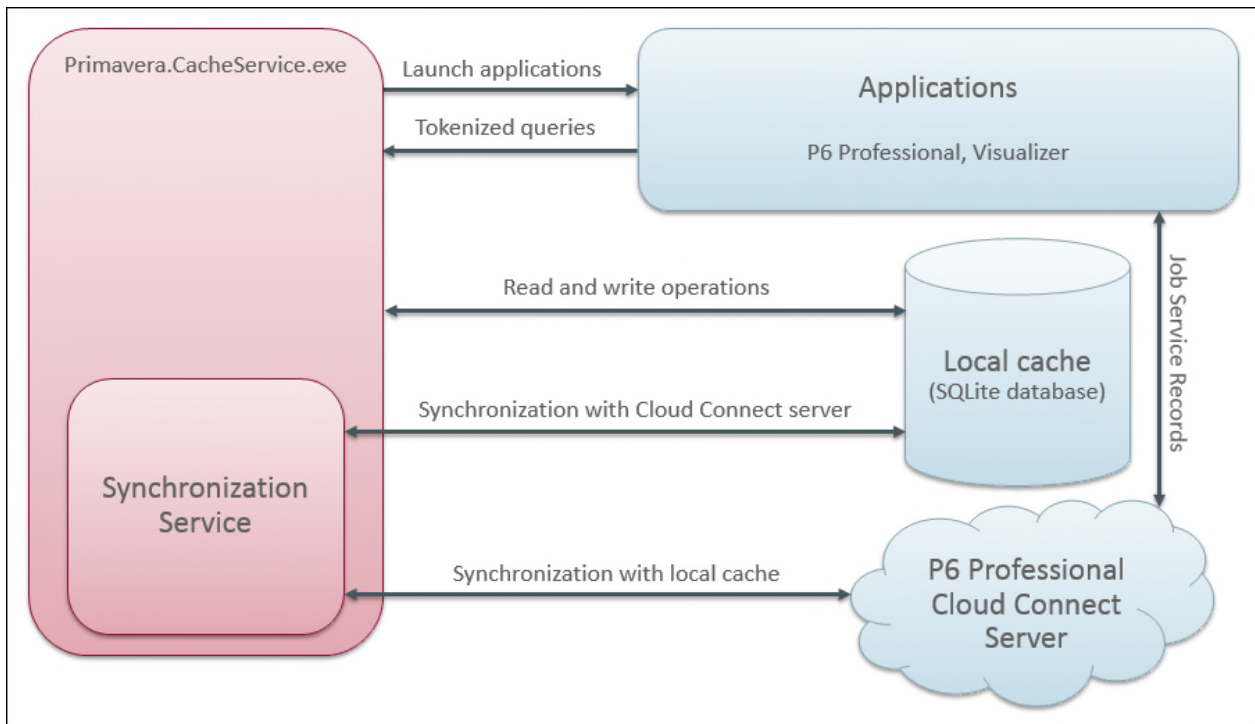 Primavera.CacheService.exe
Launch applications
Applications
Tokenized queries
P6 Professional, Visualizer
Read and write operations
Job Service Records
Local cache
(SQLite database)
Synchronization with Cloud Connect server
Synchronization
Service
Synchronization with local cache
P6 Professional
Cloud Connect
Server